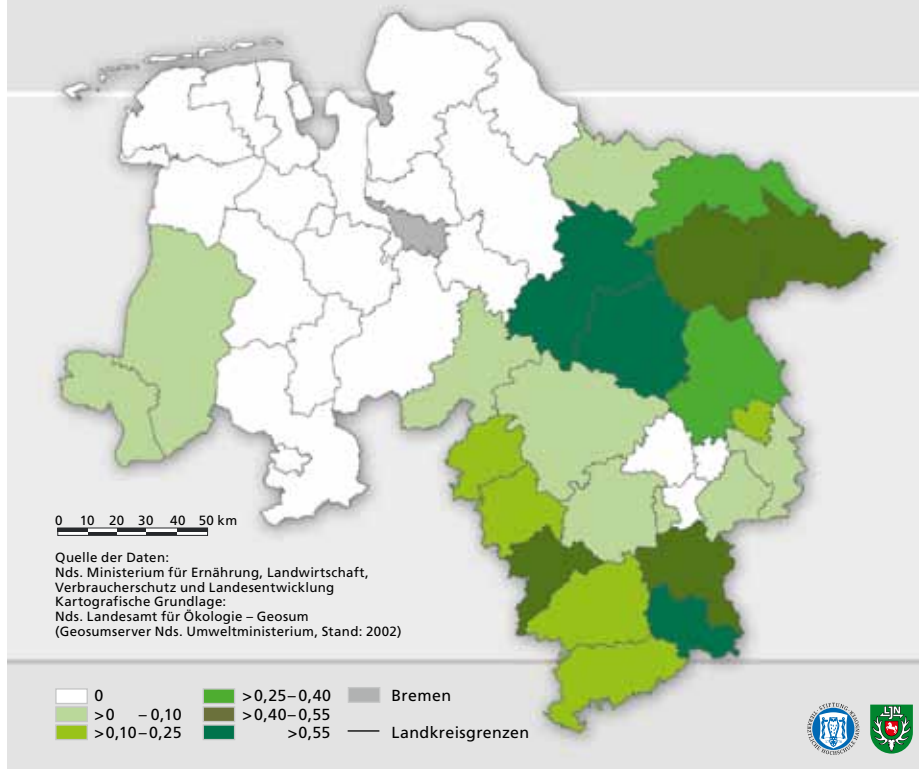 0 10 20 30 40 50 km
Quelle der Daten:
Nds. Ministerium für Ernährung, Landwirtschaft,
Verbraucherschutz und Landesentwicklung
Kartografische Grundlage:
Nds. Landesamt für Ökologie – Geosum
(Geosumserver Nds. Umweltministerium, Stand: 2002)
0
>0 – 0,10
>0,10 – 0,25
>0,25 – 0,40
>0,40 – 0,55
>0,55
Bremen
Landkreisgrenzen
LJN